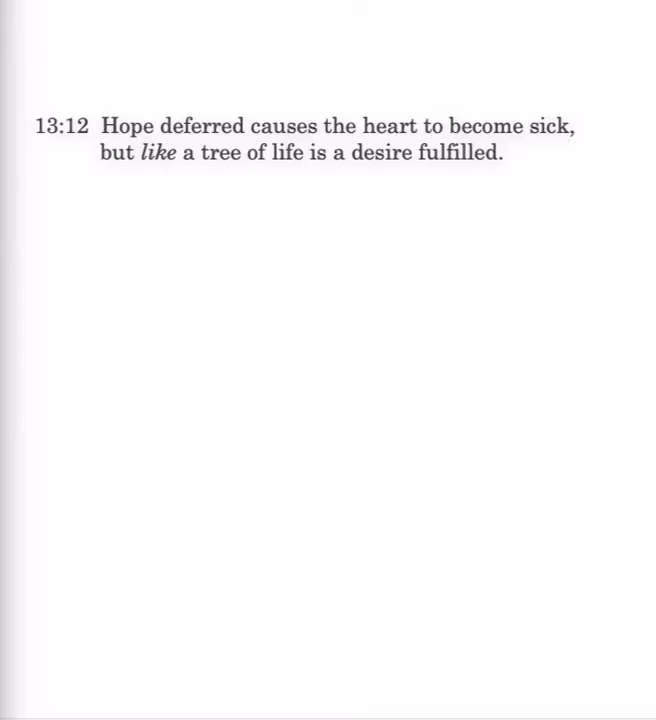 13:12 Hope deferred causes the heart to become sick,
but like a tree of life is a desire fulfilled.